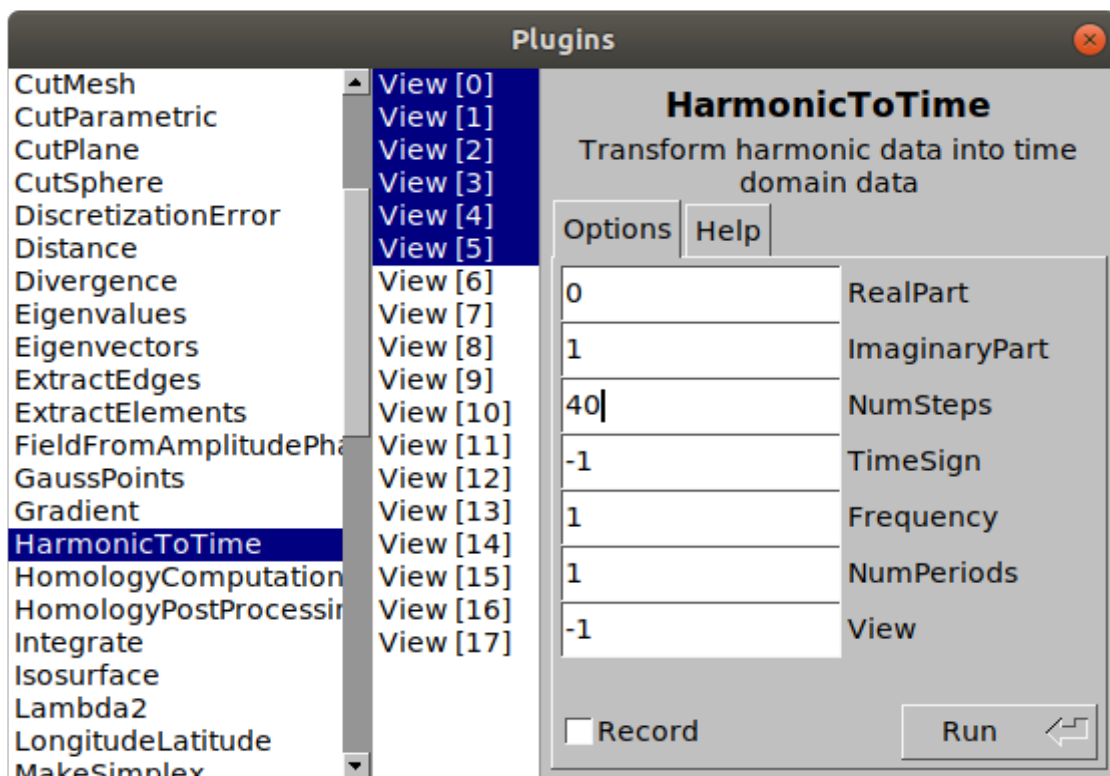 Plugins
CutMesh
CutParametric
CutPlane
CutSphere
DiscretizationError
Distance
Divergence
Eigenvalues
Eigenvectors
ExtractEdges
ExtractElements
FieldFromAmplitudePha
GaussPoints
Gradient
HarmonicToTime
HomologyComputation
HomologyPostProcessin
Integrate
Isosurface
Lambda2
LongitudeLatitude
MakeSimplex
View [0]
View [1]
View [2]
View [3]
View [4]
View [5]
View [6]
View [7]
View [8]
View [9]
View [10]
View [11]
View [12]
View [13]
View [14]
View [15]
View [16]
View [17]
HarmonicToTime
Transform harmonic data into time
domain data
Options Help
0 RealPart
1 ImaginaryPart
40 NumSteps
-1 TimeSign
1 Frequency
1 NumPeriods
-1 View
Record Run